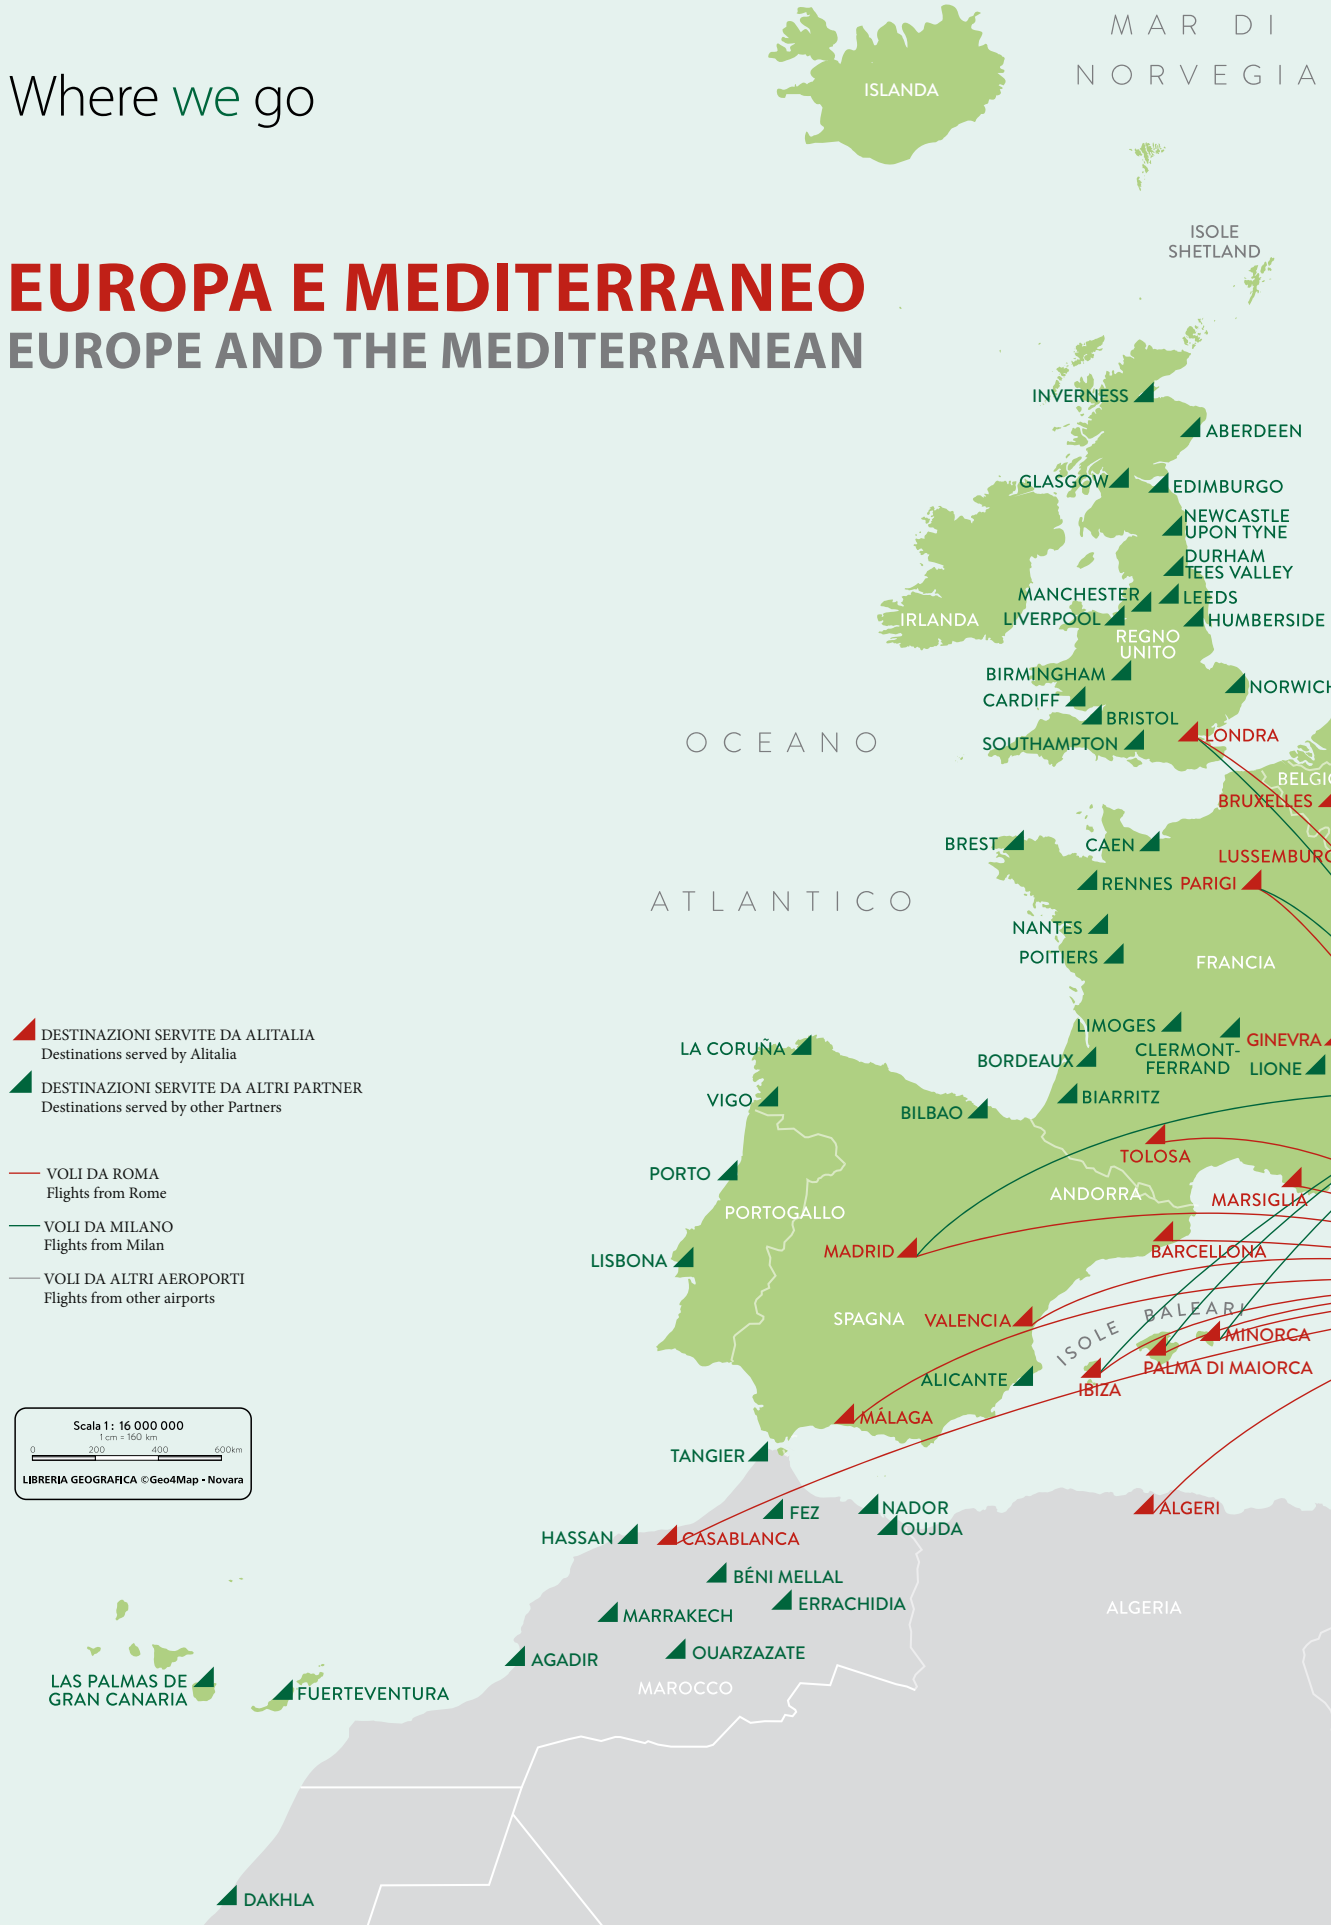 MAR DI
NORVEGIA
ISLANDA
Where we go
ISOLE
SHETLAND
EUROPA E MEDITERRANEO
EUROPE AND THE MEDITERRANEAN
INVERNESS
ABERDEEN
GLASGOW
EDIMBURGO
NEWCASTLE
UPON TYNE
DURHAM
TEES VALLEY
MANCHESTER
LEEDS
LIVERPOOL
HUMBERSIDE
IRLANDA
REGNO
UNITO
BIRMINGHAM
NORWICH
CARDIFF
BRISTOL
SOUTHAMPTON
LONDRA
OCEANO
BELGIO
BRUXELLES
BREST
CAEN
LUSSEMBURG
RENNES
PARIGI
ATLANTICO
NANTES
POITIERS
FRANCIA
DESTINAZIONI SERVITE DA ALITALIA
Destinations served by Alitalia
DESTINAZIONI SERVITE DA ALTRI PARTNER
Destinations served by other Partners
LIMOGES
CLERMONT-
FERRAND
GINEVRA
LIONE
LA CORUÑA
BORDEAUX
VIGO
BILBAO
BIARRITZ
TOLOSA
VOLI DA ROMA
Flights from Rome
VOLI DA MILANO
Flights from Milan
VOLI DA ALTRI AEROPORTI
Flights from other airports
PORTO
ANDORRA
MARSIGLIA
PORTOGALLO
MADRID
BARCELLONA
LISBONA
SPAGNA
VALENCIA
ISOLE BALEARI
MINORCA
PALMA DI MAIORCA
IBIZA
ALICANTE
MÁLAGA
Scala 1 : 16 000 000
1 cm = 160 km
0 200 400 600km
LIBRERIA GEOGRAFICA ©Geo4Map - Novara
TANGIER
FEZ
NADOR
OUJDA
ALGERI
HASSAN
CASABLANCA
BÉNI MELLAL
ERRACHIDIA
MARRAKECH
ALGERIA
AGADIR
OUARZAZATE
MAROCCO
LAS PALMAS DE
GRAN CANARIA
FUERTEVENTURA
DAKHLA